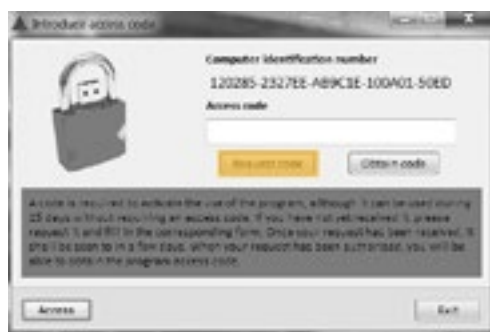 Introduce access code
Computer identification number
120285-2327EE-AB9C1E-100A01-50ED
Access code
Request code
Obtain code
A code is required to activate the use of the program, although it can be used during
15 days without requiring an access code. If you have not yet received it, please
request it and fill in the corresponding form. Once your request has been received, it
shall be seen to in a few days. When your request has been authorised, you will be
able to obtain the program access code.
Access
Exit